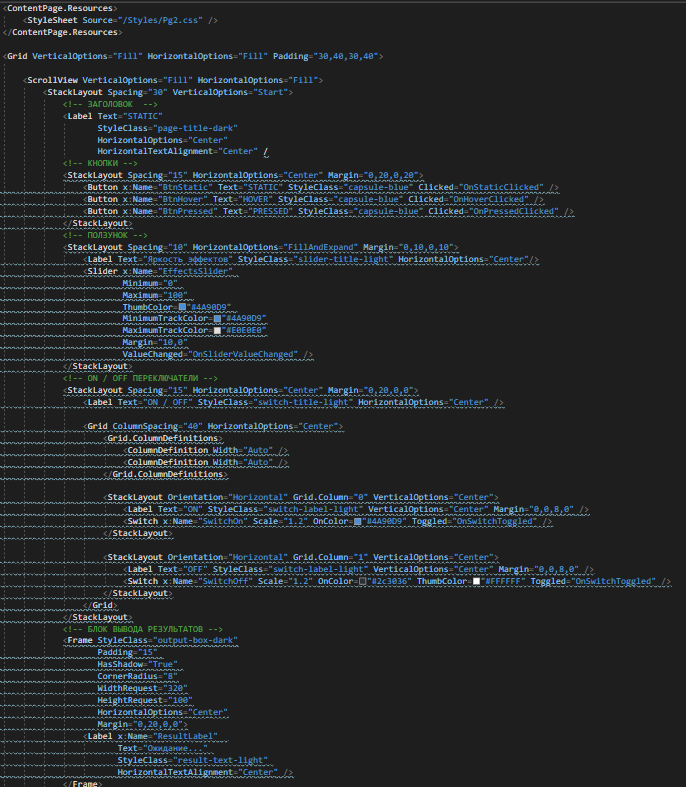 <ContentPage.Resources>
<StyleSheet Source="/Styles/Pg2.css" />
</ContentPage.Resources>
<Grid VerticalOptions="Fill" HorizontalOptions="Fill" Padding="30,40,30,40">
<ScrollView VerticalOptions="Fill" HorizontalOptions="Fill">
<StackLayout Spacing="30" VerticalOptions="Start">
<!-- ЗАГОЛОВОК  -->
<Label Text="STATIC"
StyleClass="page-title-dark"
HorizontalOptions="Center"
HorizontalTextAlignment="Center" /
<!-- КНОПКИ -->
<StackLayout Spacing="15" HorizontalOptions="Center" Margin="0,20,0,20">
<Button x:Name="BtnStatic" Text="STATIC" StyleClass="capsule-blue" Clicked="OnStaticClicked" />
<Button x:Name="BtnHover" Text="HOVER" StyleClass="capsule-blue" Clicked="OnHoverClicked" />
<Button x:Name="BtnPressed" Text="PRESSED" StyleClass="capsule-blue" Clicked="OnPressedClicked" />
</StackLayout>
<!-- ПОЛЗУНОК -->
<StackLayout Spacing="10" HorizontalOptions="FillAndExpand" Margin="0,10,0,10">
<Label Text="Яркость эффектов" StyleClass="slider-title-light" HorizontalOptions="Center"/>
<Slider x:Name="EffectsSlider"
Minimum="0"
Maximum="100"
ThumbColor="#4A90D9"
MinimumTrackColor="#4A90D9"
MaximumTrackColor="#E0E0E0"
Margin="10,0"
ValueChanged="OnSliderValueChanged" />
</StackLayout>
<!-- ON / OFF ПЕРЕКЛЮЧАТЕЛИ -->
<StackLayout Spacing="15" HorizontalOptions="Center" Margin="0,20,0,0">
<Label Text="ON / OFF" StyleClass="switch-title-light" HorizontalOptions="Center" />
<Grid ColumnSpacing="40" HorizontalOptions="Center">
<Grid.ColumnDefinitions>
<ColumnDefinition Width="Auto" />
<ColumnDefinition Width="Auto" />
</Grid.ColumnDefinitions>
<StackLayout Orientation="Horizontal" Grid.Column="0" VerticalOptions="Center">
<Label Text="ON" StyleClass="switch-label-light" VerticalOptions="Center" Margin="0,0,8,0" />
<Switch x:Name="SwitchOn" Scale="1.2" OnColor="#4A90D9" Toggled="OnSwitchToggled" />
</StackLayout>
<StackLayout Orientation="Horizontal" Grid.Column="1" VerticalOptions="Center">
<Label Text="OFF" StyleClass="switch-label-light" VerticalOptions="Center" Margin="0,0,8,0" />
<Switch x:Name="SwitchOff" Scale="1.2" OnColor="#2c3036" ThumbColor="#FFFFFF" Toggled="OnSwitchToggled" />
</StackLayout>
</Grid>
</StackLayout>
<!-- БЛОК ВЫВОДА РЕЗУЛЬТАТОВ -->
<Frame StyleClass="output-box-dark"
Padding="15"
HasShadow="True"
CornerRadius="8"
WidthRequest="320"
HeightRequest="100"
HorizontalOptions="Center"
Margin="0,20,0,0">
<Label x:Name="ResultLabel"
Text="Ожидание..."
StyleClass="result-text-light"
HorizontalTextAlignment="Center" />
</Frame>